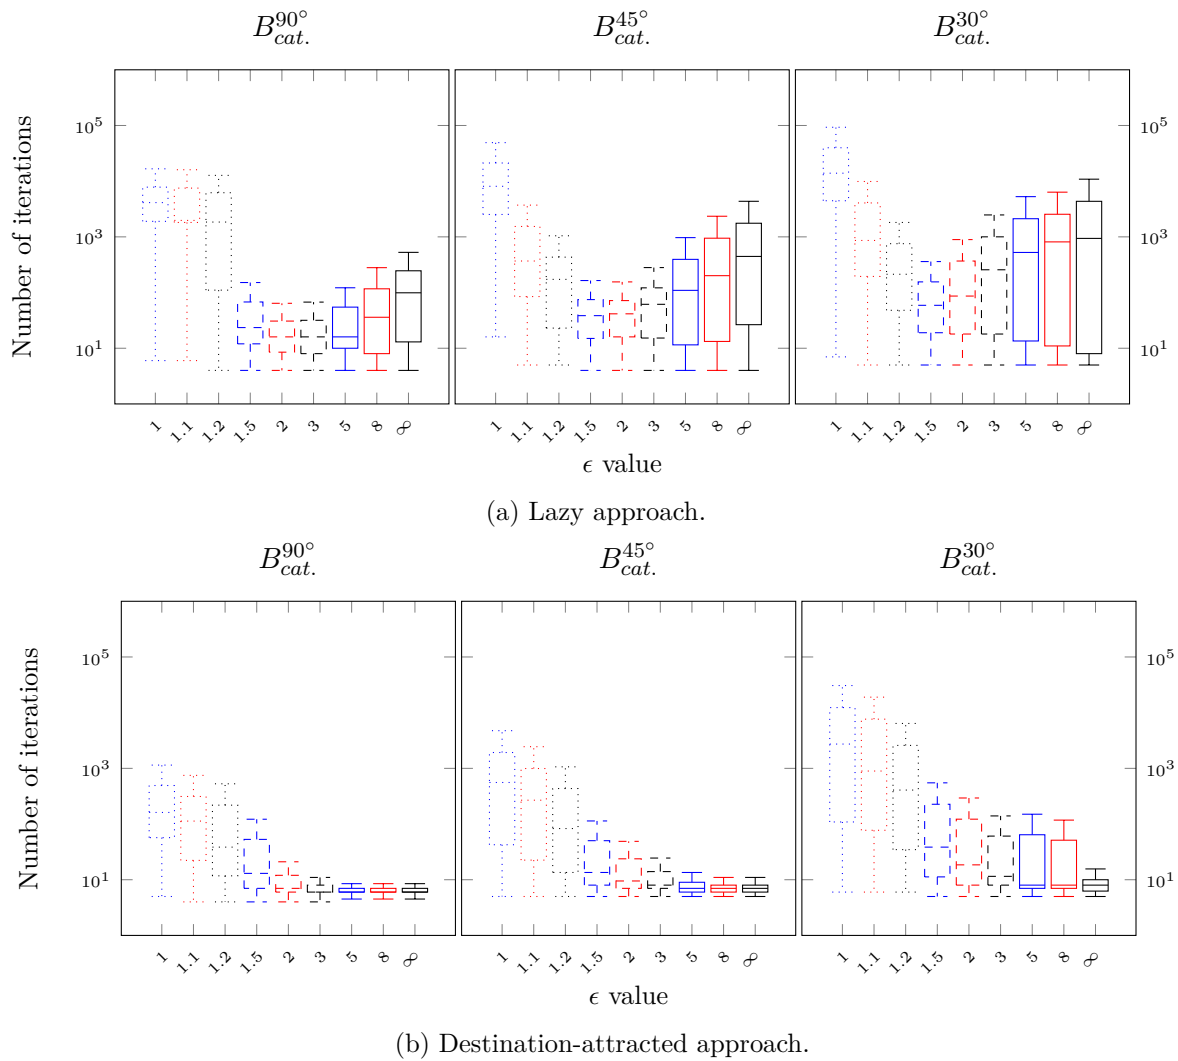 B_{cat.}^{90°} B_{cat.}^{45°} B_{cat.}^{30°}
Number of iterations
10^5 10^5
10^3 10^3
10^1 10^1
1 1.1 1.2 1.5 2 3 5 8 ∞ 1 1.1 1.2 1.5 2 3 5 8 ∞ 1 1.1 1.2 1.5 2 3 5 8 ∞
ϵ value
(a) Lazy approach.
B_{cat.}^{90°} B_{cat.}^{45°} B_{cat.}^{30°}
Number of iterations
10^5 10^5
10^3 10^3
10^1 10^1
1 1.1 1.2 1.5 2 3 5 8 ∞ 1 1.1 1.2 1.5 2 3 5 8 ∞ 1 1.1 1.2 1.5 2 3 5 8 ∞
ϵ value
(b) Destination-attracted approach.